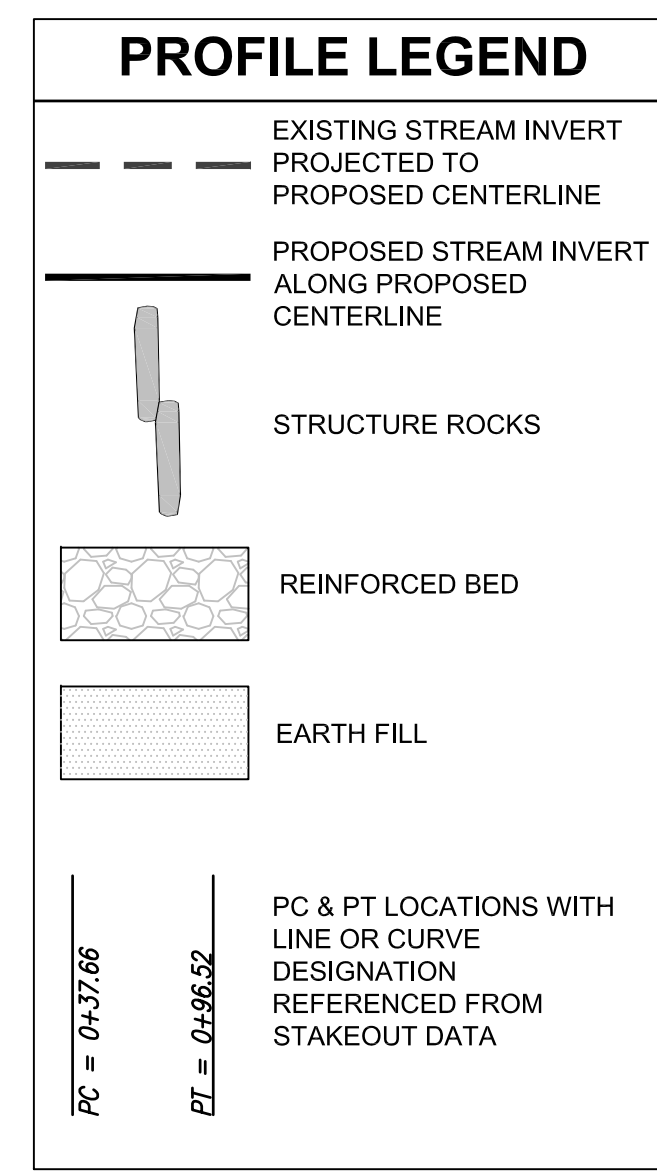 PROFILE LEGEND
EXISTING STREAM INVERT
PROJECTED TO
PROPOSED CENTERLINE
PROPOSED STREAM INVERT
ALONG PROPOSED
CENTERLINE
STRUCTURE ROCKS
REINFORCED BED
EARTH FILL
PC = 0+37.66
PT = 0+96.52
PC & PT LOCATIONS WITH
LINE OR CURVE
DESIGNATION
REFERENCED FROM
STAKEOUT DATA